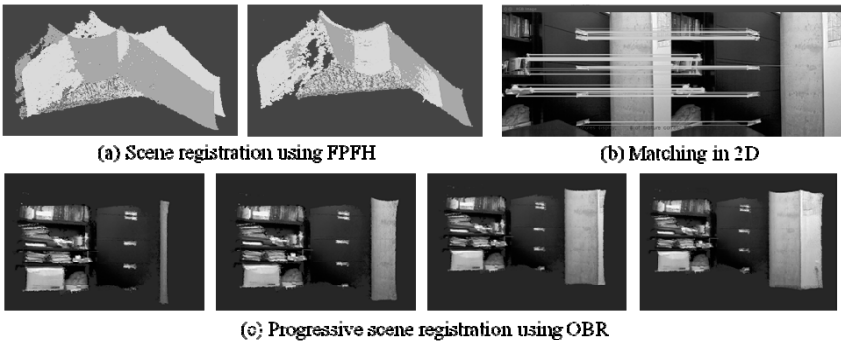 (a) Scene registration using FPFH
(b) Matching in 2D
(c) Progressive scene registration using OBR